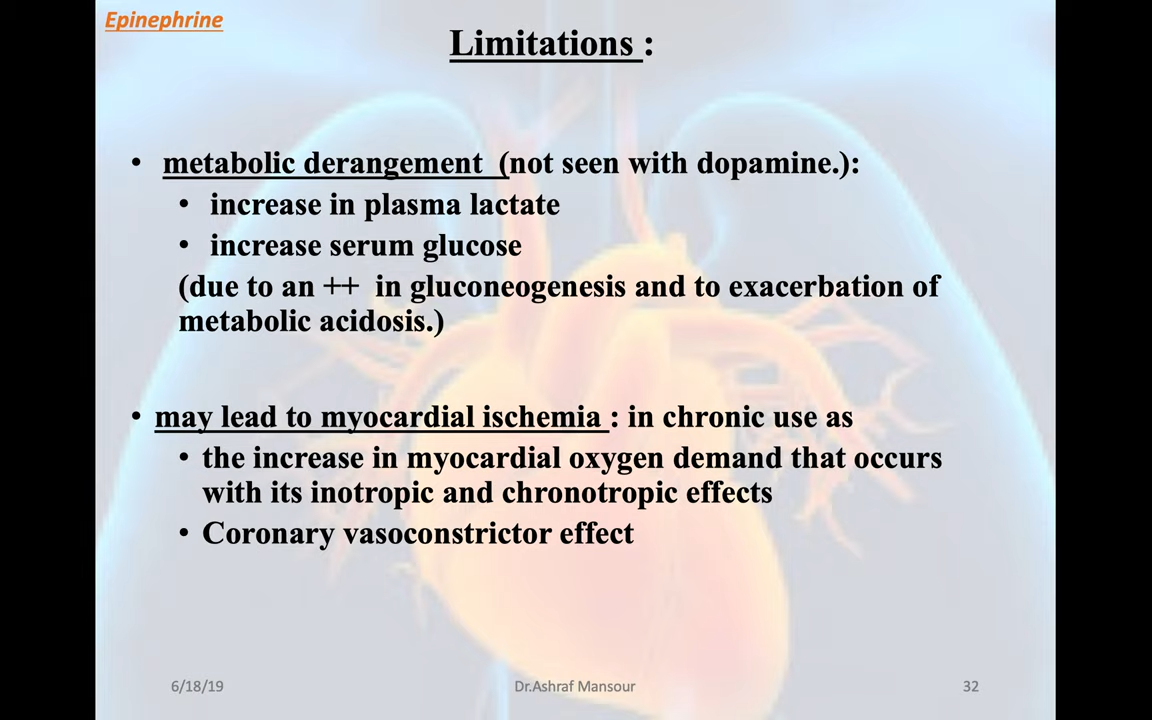 Epinephrine
Limitations :
• metabolic derangement (not seen with dopamine.):
• increase in plasma lactate
• increase serum glucose
(due to an ++ in gluconeogenesis and to exacerbation of
metabolic acidosis.)
• may lead to myocardial ischemia : in chronic use as
• the increase in myocardial oxygen demand that occurs
with its inotropic and chronotropic effects
• Coronary vasoconstrictor effect
6/18/19 Dr.Ashraf Mansour 32